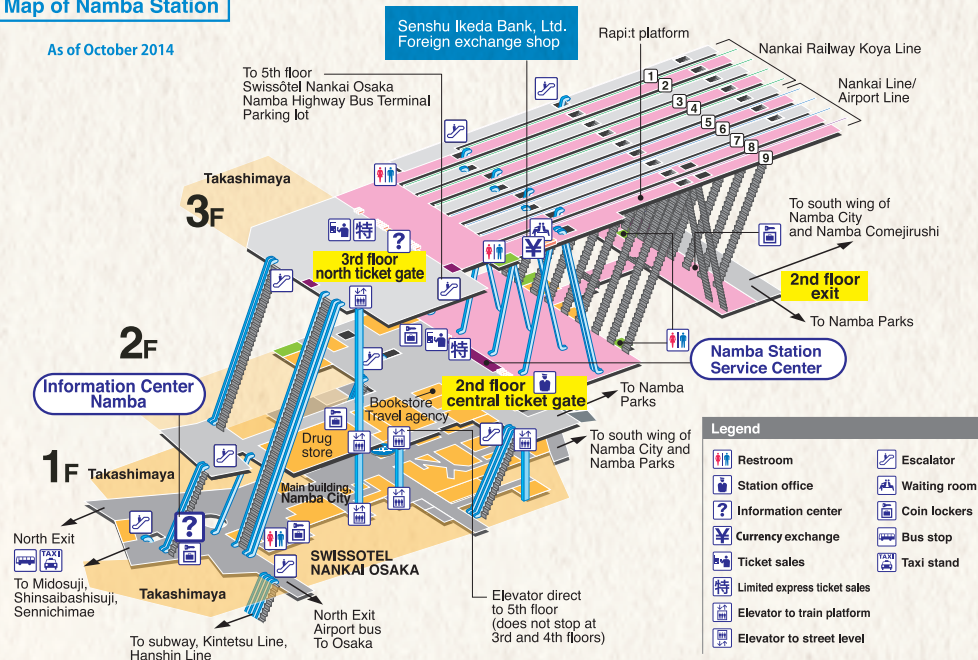 Map of Namba Station
As of October 2014
Senshu Ikeda Bank, Ltd.
Foreign exchange shop
Rapi:t platform
Nankai Railway Koya Line
Nankai Line/
Airport Line
To 5th floor
Swissôtel Nankai Osaka
Namba Highway Bus Terminal
Parking lot
1
2
3
4
5
6
7
8
9
Takashimaya
3F
特
?
3rd floor
north ticket gate
¥
To south wing of
Namba City
and Namba Comejirushi
2nd floor
exit
To Namba Parks
2F
特
Namba Station
Service Center
Information Center
Namba
2nd floor
central ticket gate
Bookstore
Travel agency
To Namba
Parks
Drug
store
To south wing of
Namba City and
Namba Parks
1F
Takashimaya
Main building,
Namba City
?
North Exit
TAXI
To Midosuji,
Shinsaibashisuji,
Sennichimae
Takashimaya
SWISSOTEL
NANKAI OSAKA
To subway, Kintetsu Line,
Hanshin Line
North Exit
Airport bus
To Osaka
Elevator direct
to 5th floor
(does not stop at
3rd and 4th floors)
Legend
Restroom
Station office
? Information center
¥ Currency exchange
Ticket sales
特 Limited express ticket sales
Elevator to train platform
Elevator to street level
Escalator
Waiting room
Coin lockers
Bus stop
TAXI Taxi stand